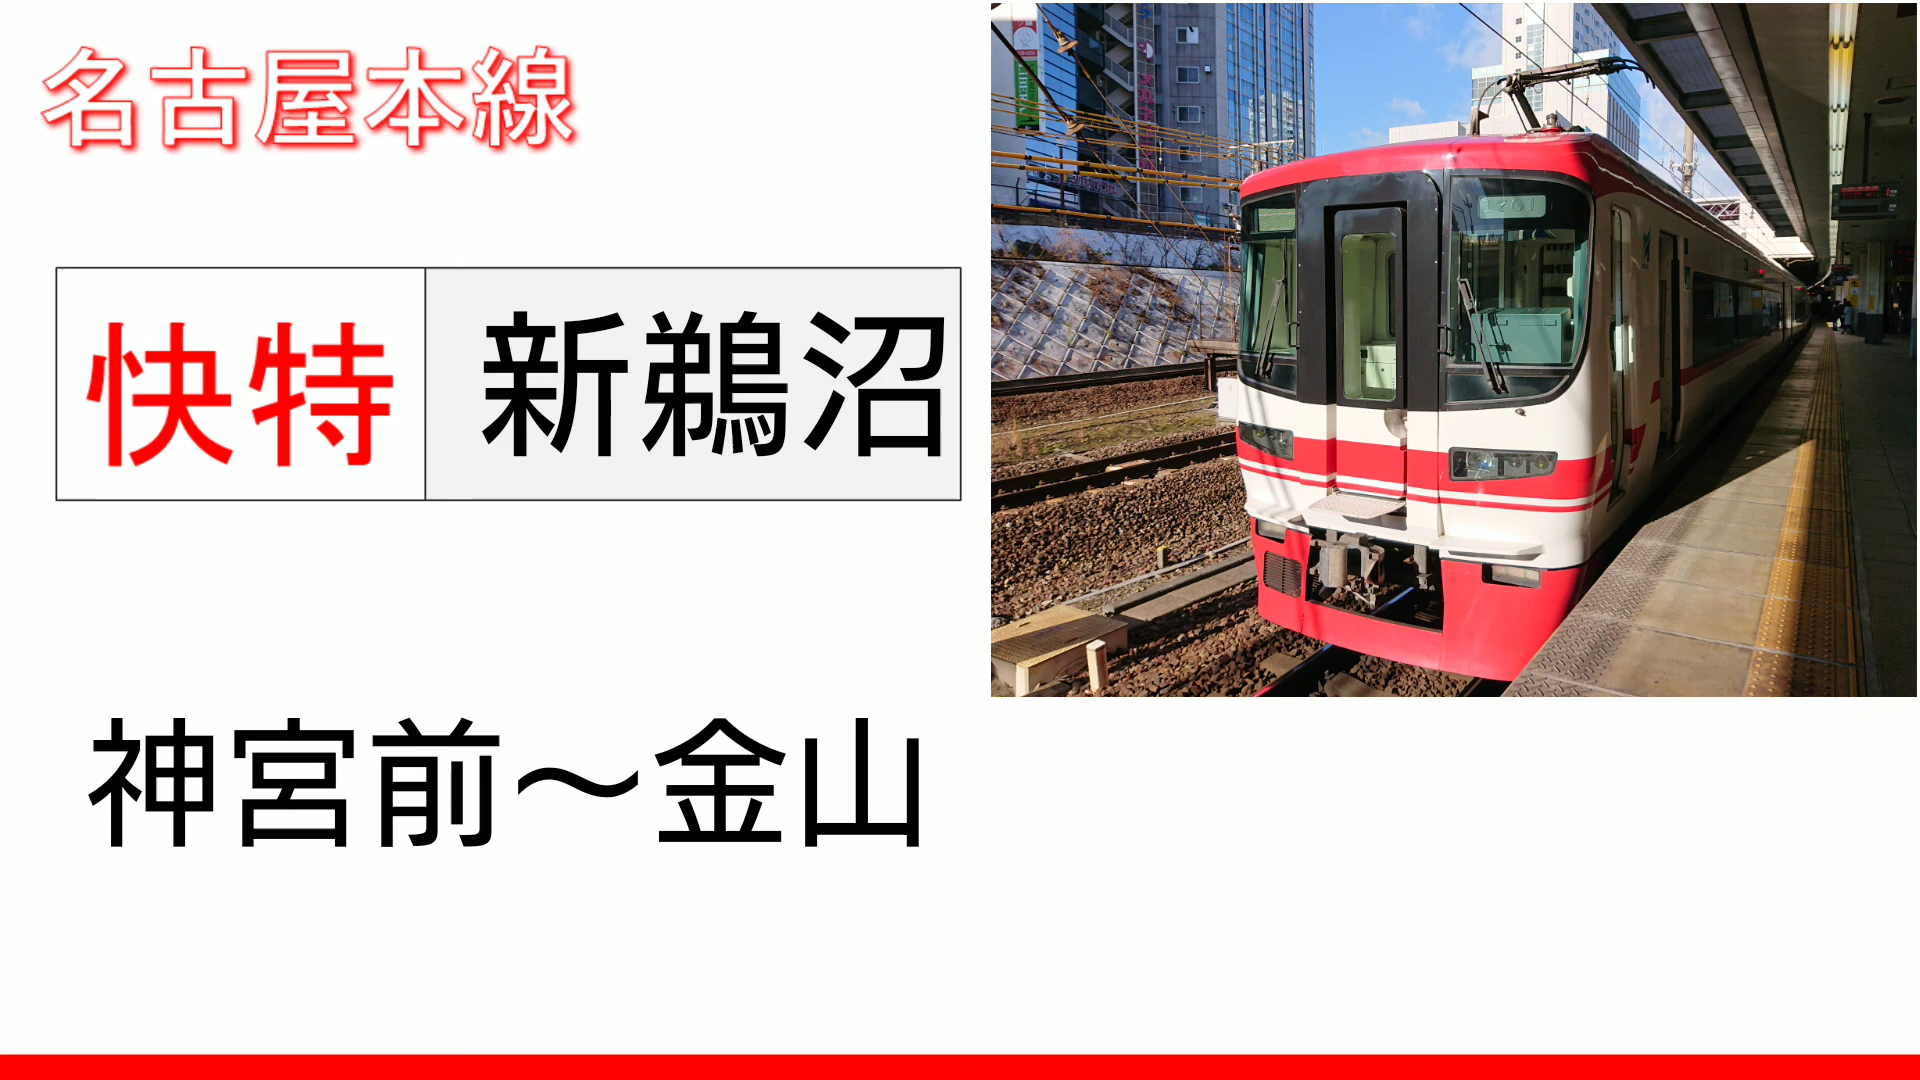 名古屋本線
快特 新鵜沼
神宮前〜金山